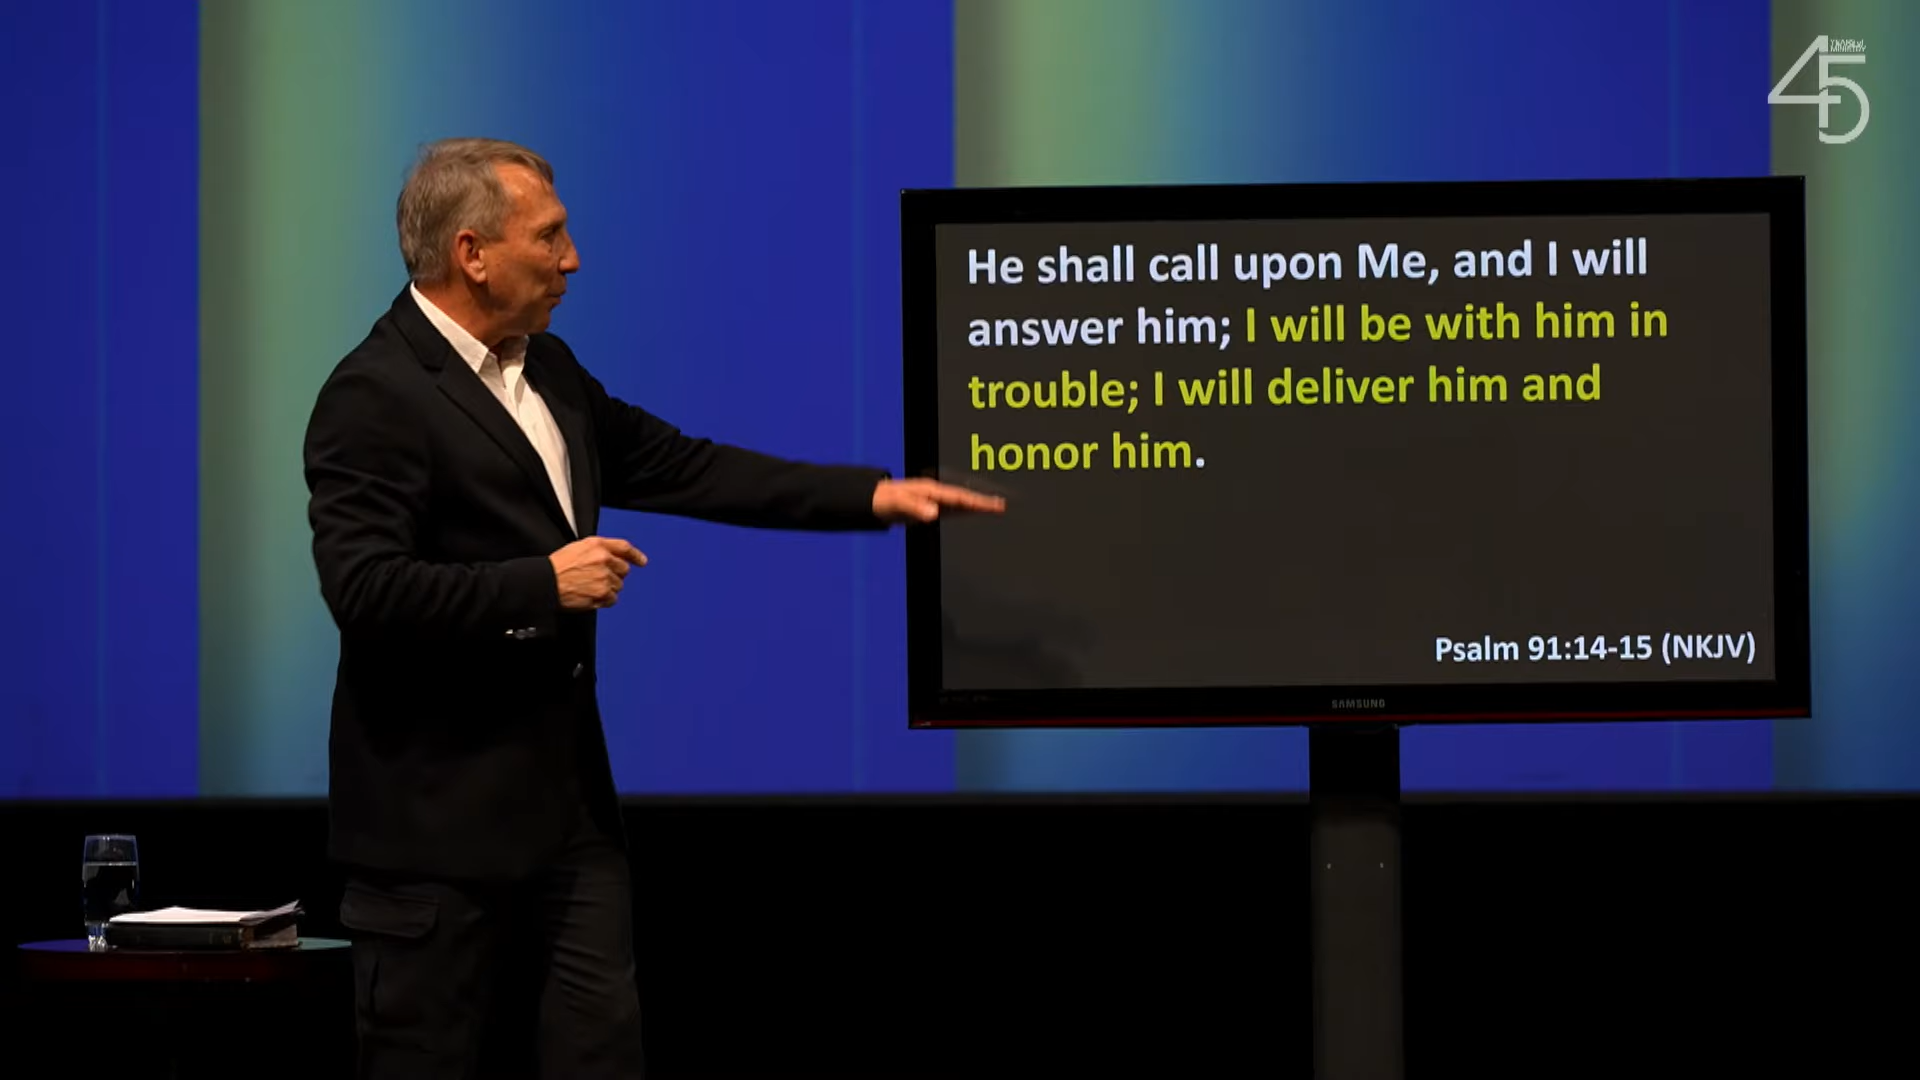 45
He shall call upon Me, and I will
answer him; I will be with him in
trouble; I will deliver him and
honor him.
Psalm 91:14-15 (NKJV)
SAMSUNG